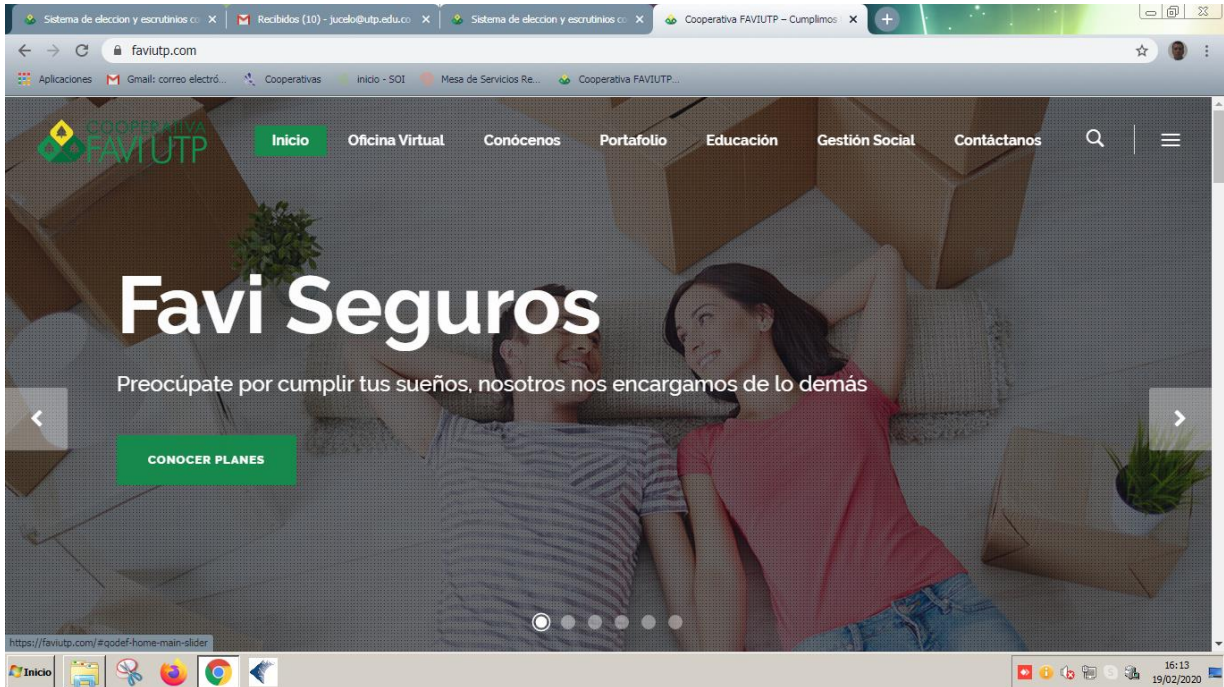 Sistema de eleccion y escrutinios co
Recibidos (10) - jucelo@utp.edu.co
Sistema de eleccion y escrutinios co
Cooperativa FAVIUTP – Cumplimos
faviutp.com
Aplicaciones
Gmail: correo electró...
Cooperativas
inicio - SOI
Mesa de Servicios Re...
Cooperativa FAVIUTP...
COOPERATIVA
FAVI UTP
Inicio
Oficina Virtual
Conócenos
Portafolio
Educación
Gestión Social
Contáctanos
Favi Seguros
Preocúpate por cumplir tus sueños, nosotros nos encargamos de lo demás
CONOCER PLANES
https://faviutp.com/#qodef-home-main-slider
Inicio
16:13
19/02/2020